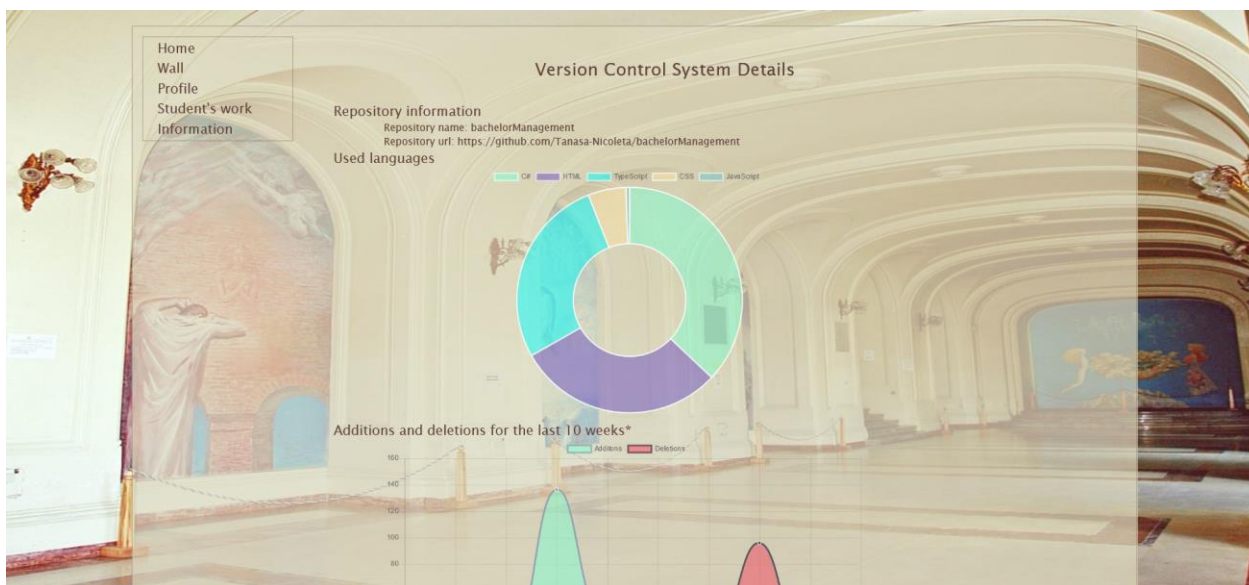 Home
Wall
Profile
Student's work
Information
Version Control System Details
Repository information
Repository name: bachelorManagement
Repository url: https://github.com/Tanasa-Nicoleta/bachelorManagement
Used languages
C# HTML TypeScript CSS JavaScript
Additions and deletions for the last 10 weeks*
Additions Deletions
160
140
120
100
80